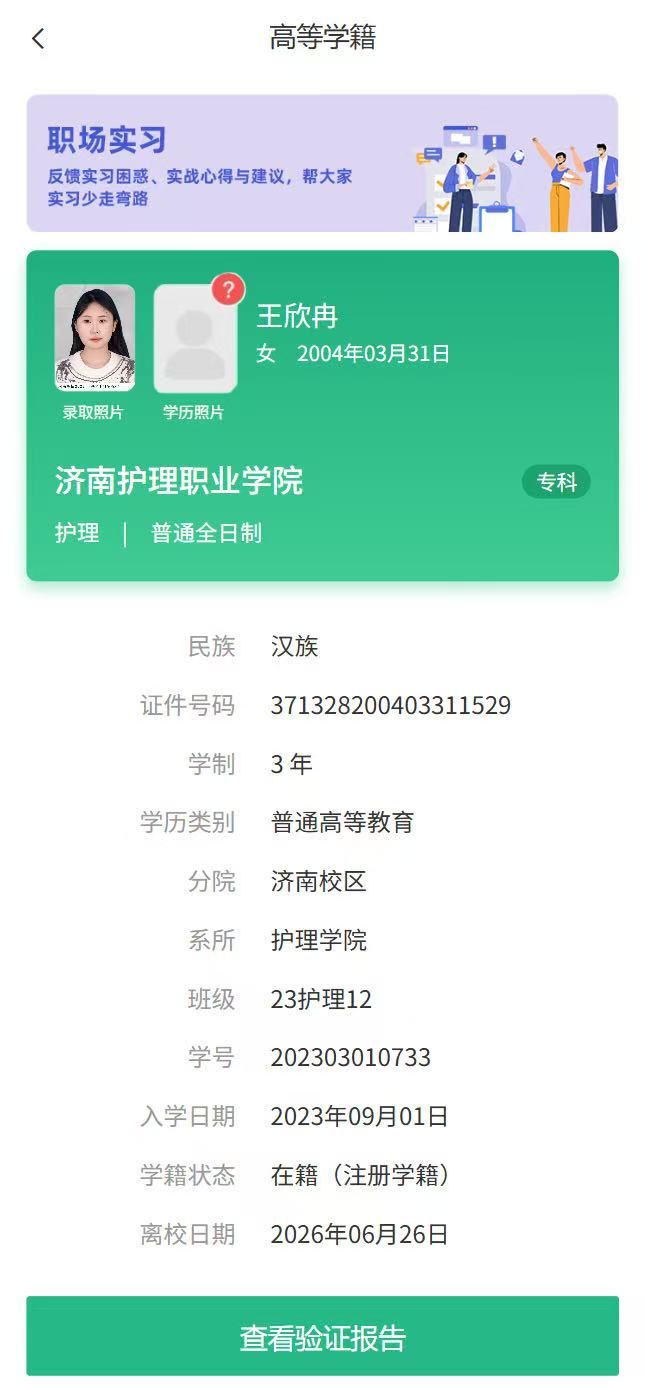 高等学籍
职场实习
反馈实习困惑、实战心得与建议，帮大家
实习少走弯路
?
王欣冉
女 2004年03月31日
录取照片 学历照片
济南护理职业学院 专科
护理 | 普通全日制
民族 汉族
证件号码 371328200403311529
学制 3 年
学历类别 普通高等教育
分院 济南校区
系所 护理学院
班级 23护理12
学号 202303010733
入学日期 2023年09月01日
学籍状态 在籍（注册学籍）
离校日期 2026年06月26日
查看验证报告